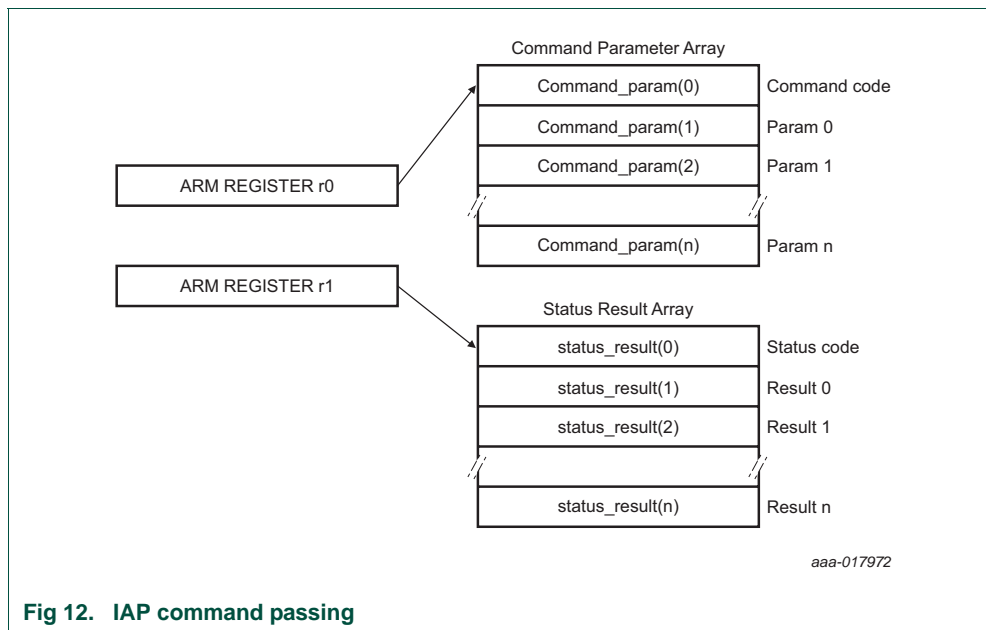 Command Parameter Array
Command_param(0) Command code
Command_param(1) Param 0
Command_param(2) Param 1
ARM REGISTER r0
Command_param(n) Param n
ARM REGISTER r1
Status Result Array
status_result(0) Status code
status_result(1) Result 0
status_result(2) Result 1
status_result(n) Result n
aaa-017972
Fig 12. IAP command passing